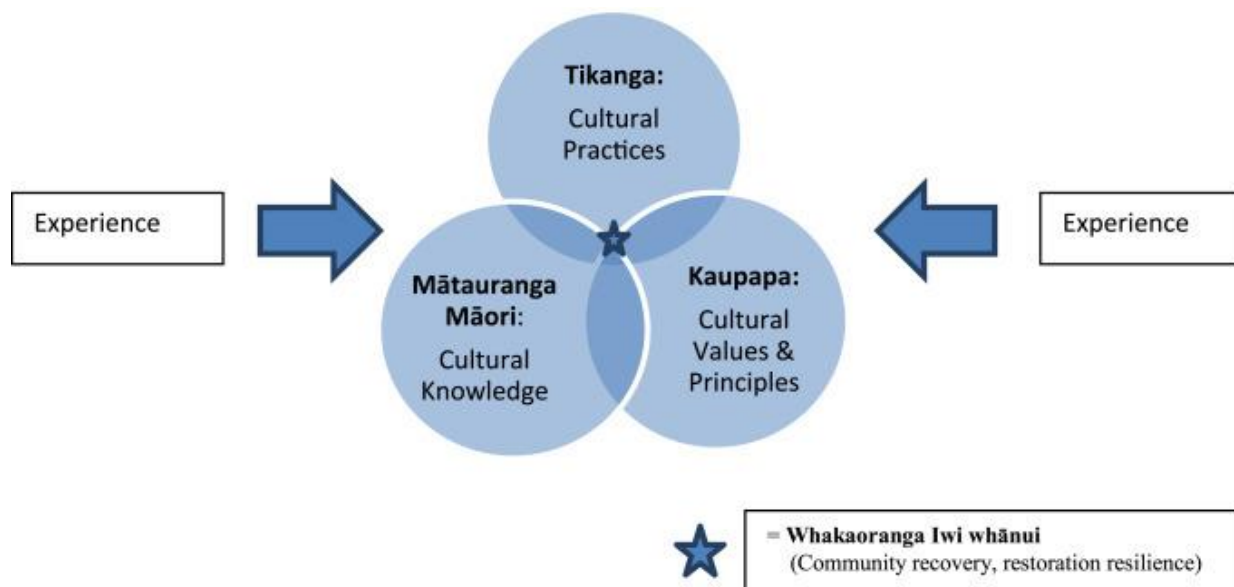 Tikanga:
Cultural
Practices
Experience
Experience
Mātauranga
Māori:
Cultural
Knowledge
Kaupapa:
Cultural
Values &
Principles
= Whakaoranga Iwi whānui
(Community recovery, restoration resilience)